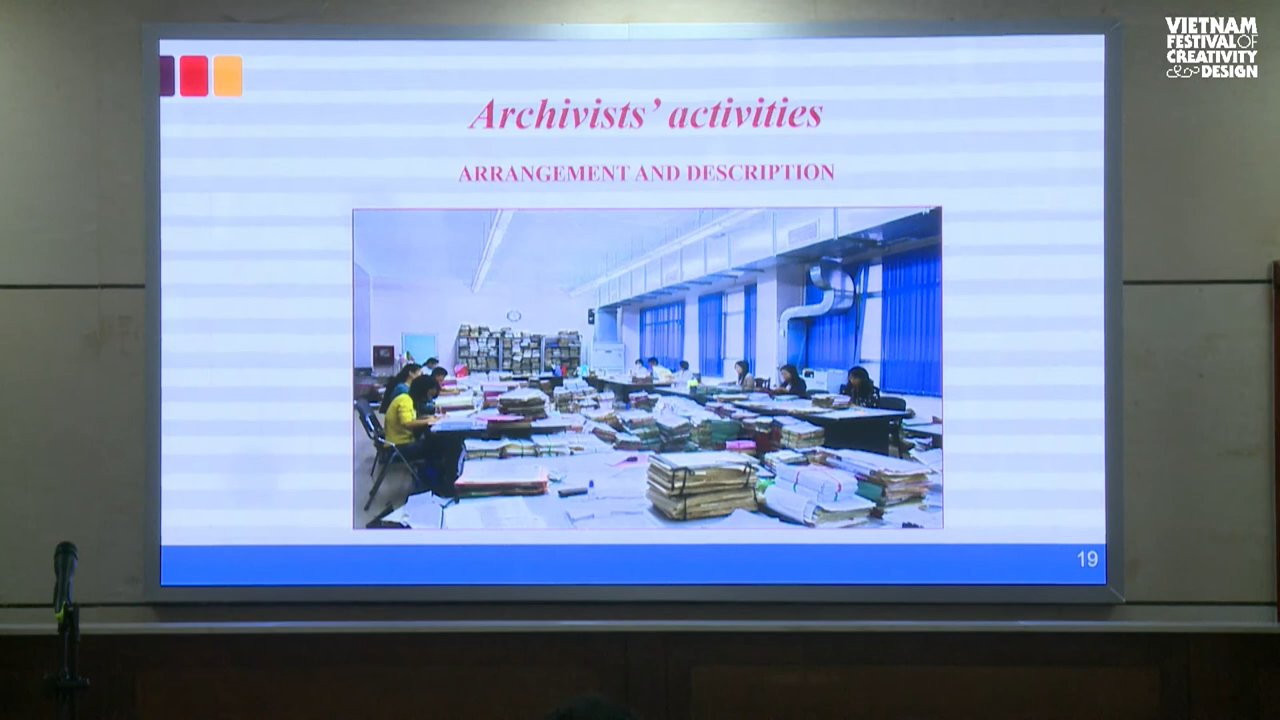 VIETNAM
FESTIVAL OF
CREATIVITY
& DESIGN
Archivists’ activities
ARRANGEMENT AND DESCRIPTION
19